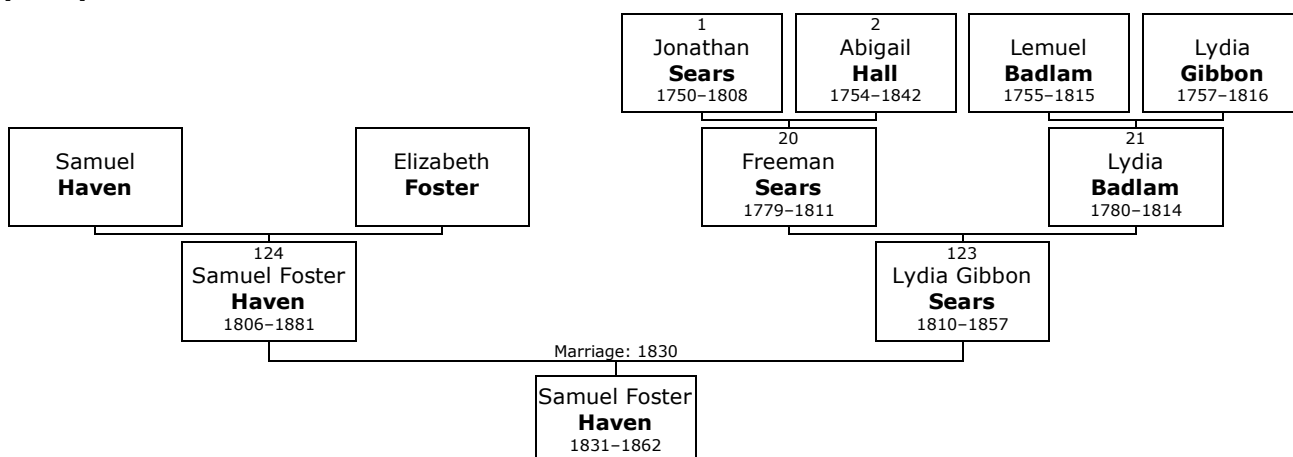 1
Jonathan
Sears
1750–1808
2
Abigail
Hall
1754–1842
Lemuel
Badlam
1755–1815
Lydia
Gibbon
1757–1816
Samuel
Haven
Elizabeth
Foster
20
Freeman
Sears
1779–1811
21
Lydia
Badlam
1780–1814
124
Samuel Foster
Haven
1806–1881
123
Lydia Gibbon
Sears
1810–1857
Marriage: 1830
Samuel Foster
Haven
1831–1862